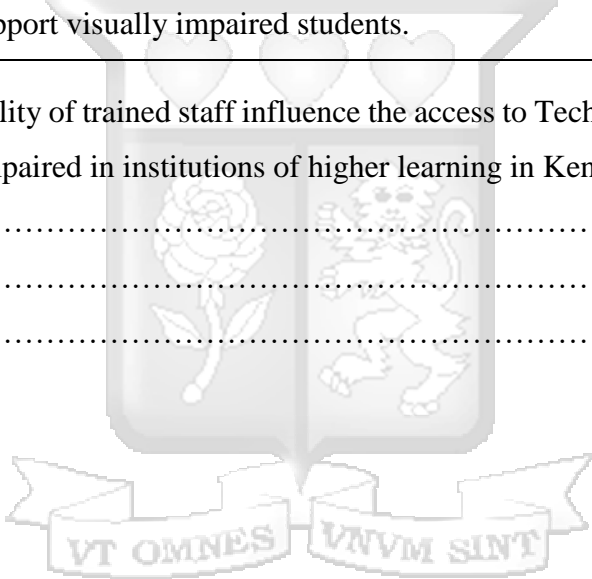 pport visually impaired students.
lity of trained staff influence the access to Tech
paired in institutions of higher learning in Ken
……………………………………………………………
……………………………………………………………
……………………………………………………………
VT OMNES VNVM SINT